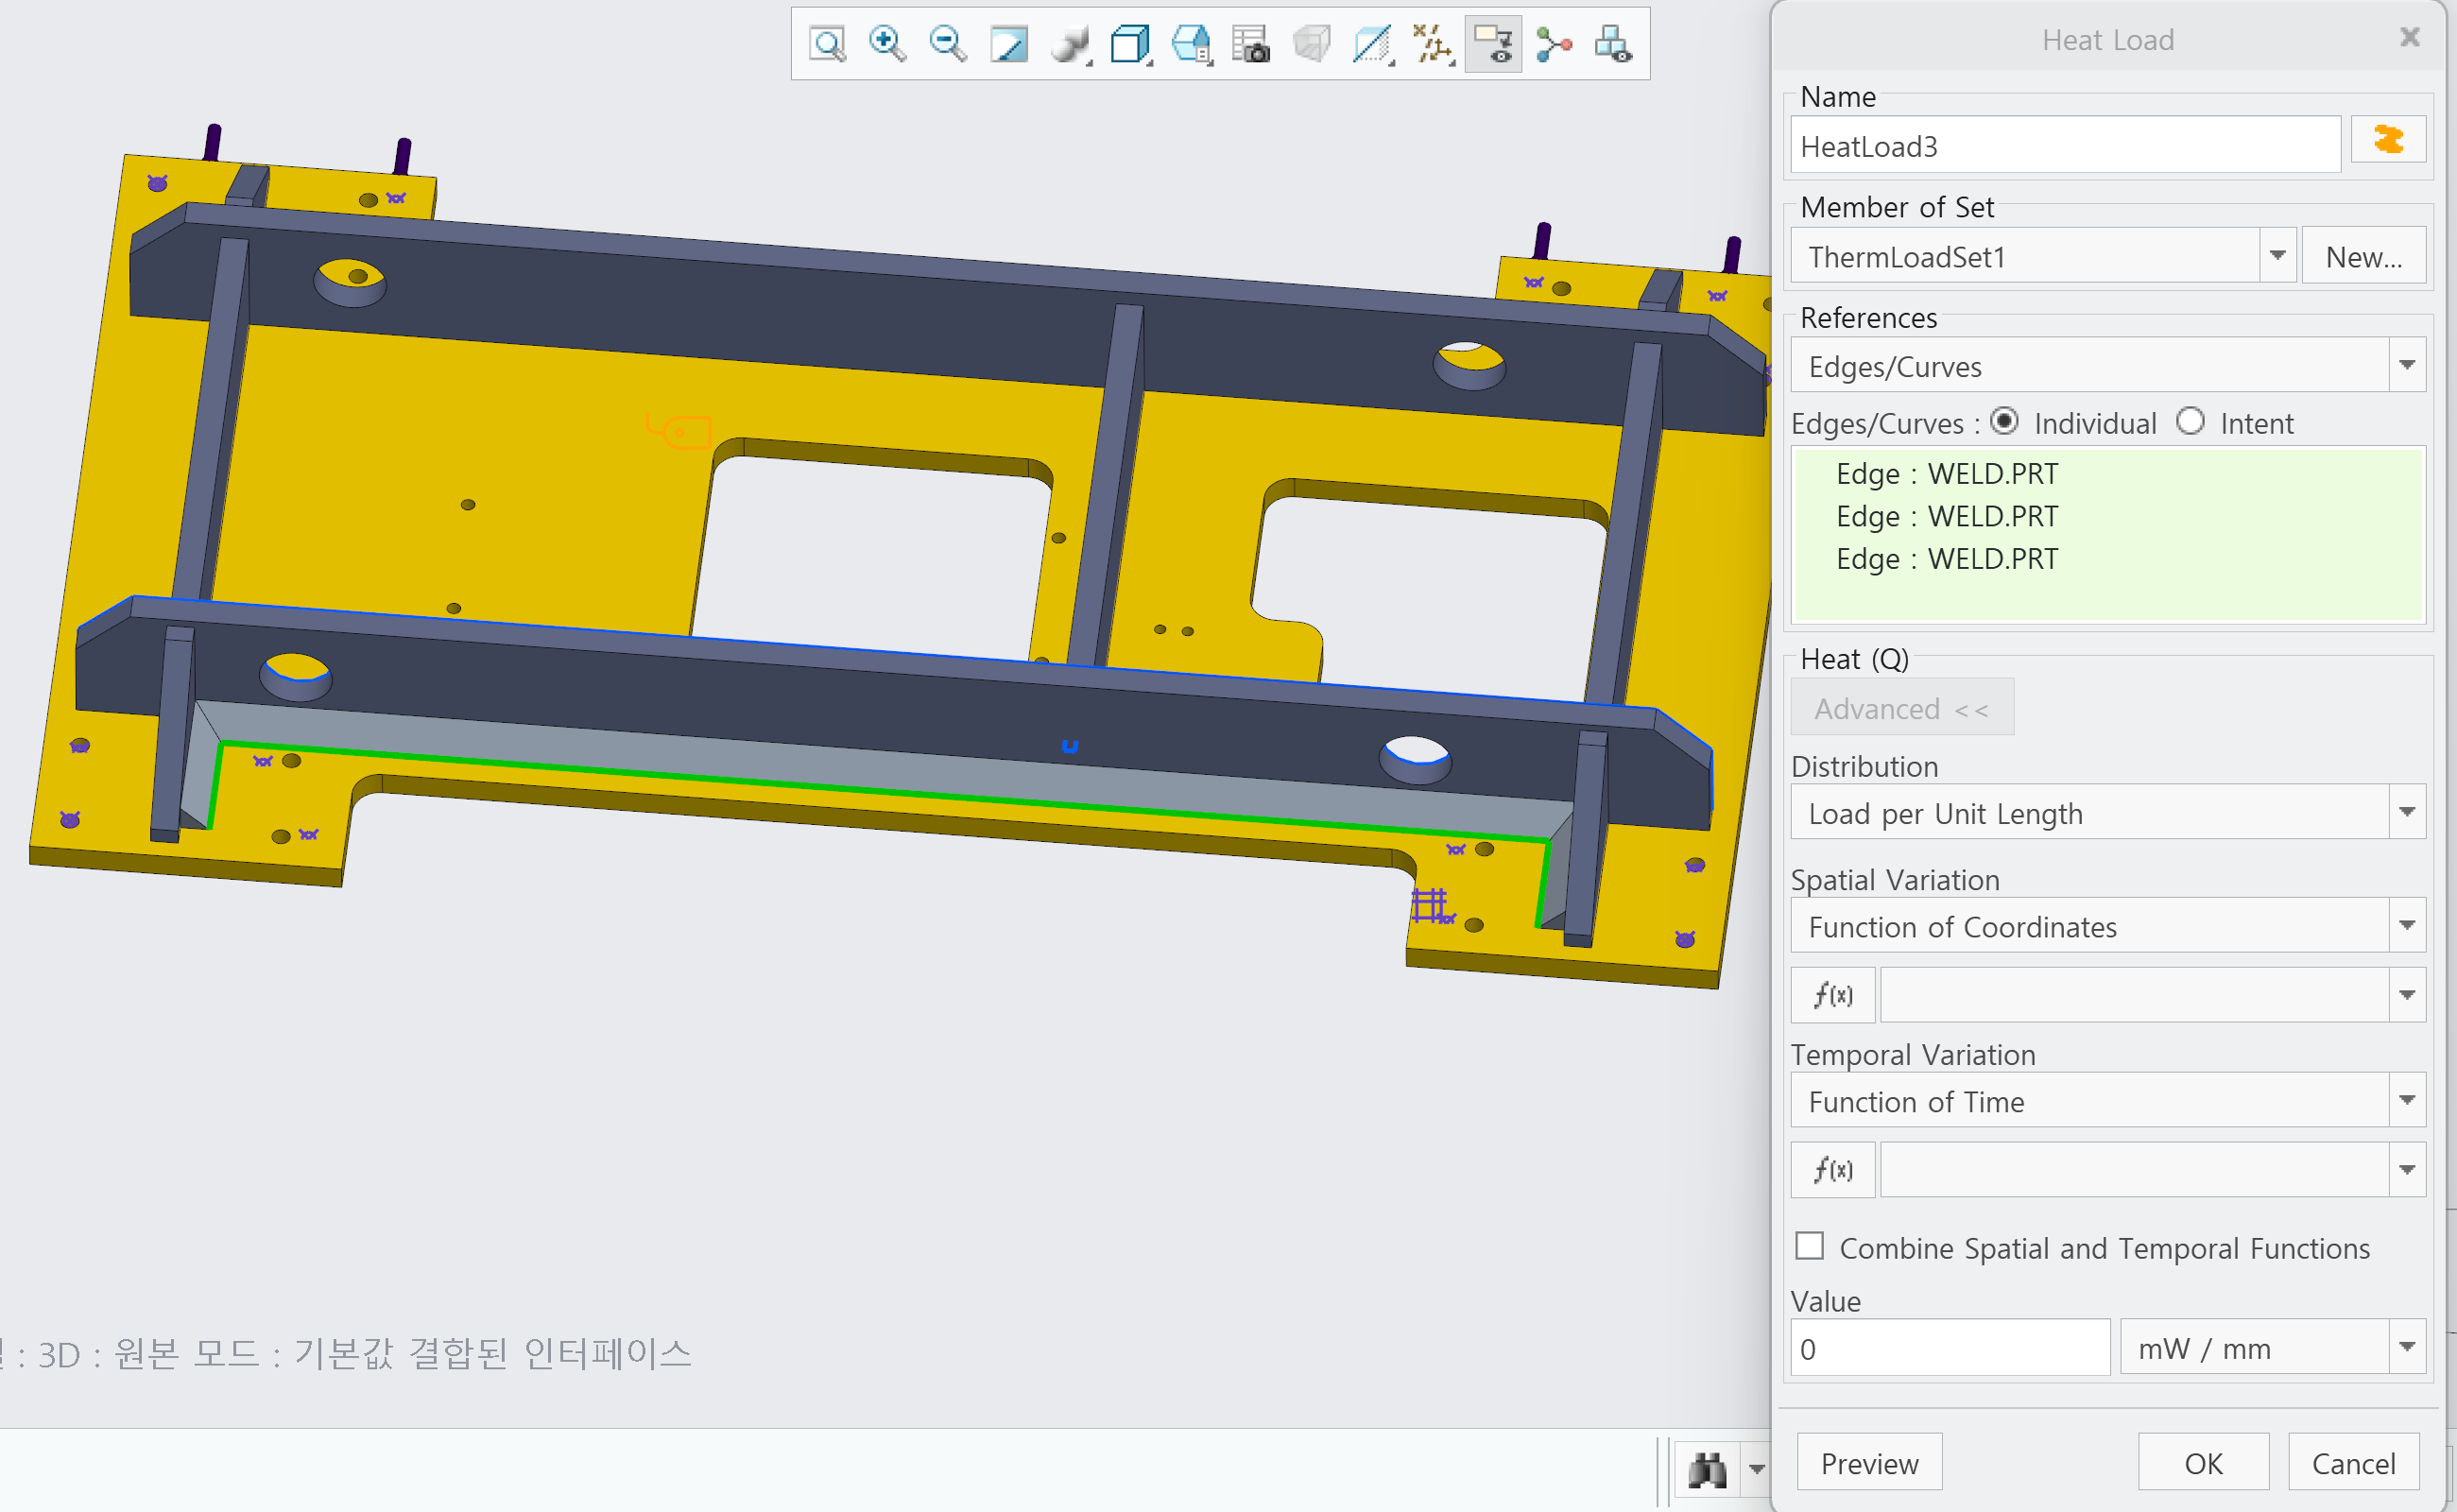 Heat Load
Name
HeatLoad3
Member of Set
ThermLoadSet1
New...
References
Edges/Curves
Edges/Curves : Individual Intent
Edge : WELD.PRT
Edge : WELD.PRT
Edge : WELD.PRT
Heat (Q)
Advanced <<
Distribution
Load per Unit Length
Spatial Variation
Function of Coordinates
f(x)
Temporal Variation
Function of Time
f(x)
Combine Spatial and Temporal Functions
Value
0
mW / mm
: 3D : 원본 모드 : 기본값 결합된 인터페이스
Preview
OK
Cancel